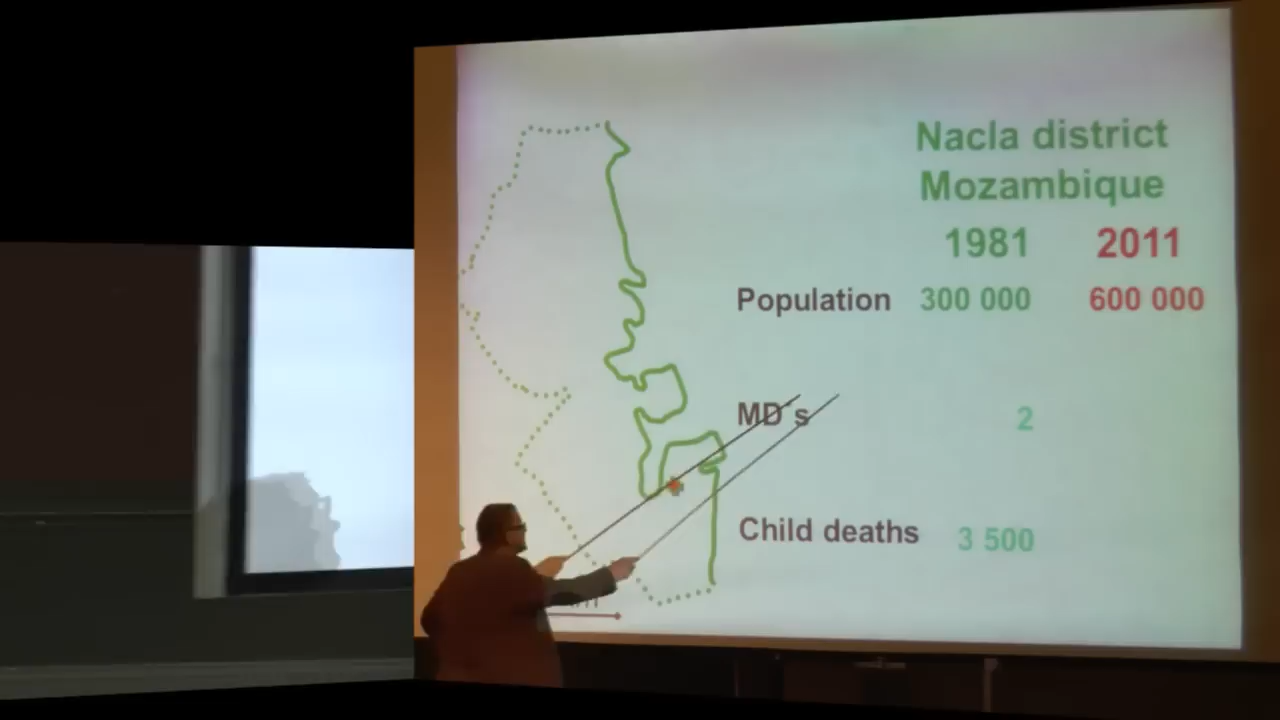 Nacla district
Mozambique
1981 2011
Population 300 000 600 000
MD´s 2
Child deaths 3 500